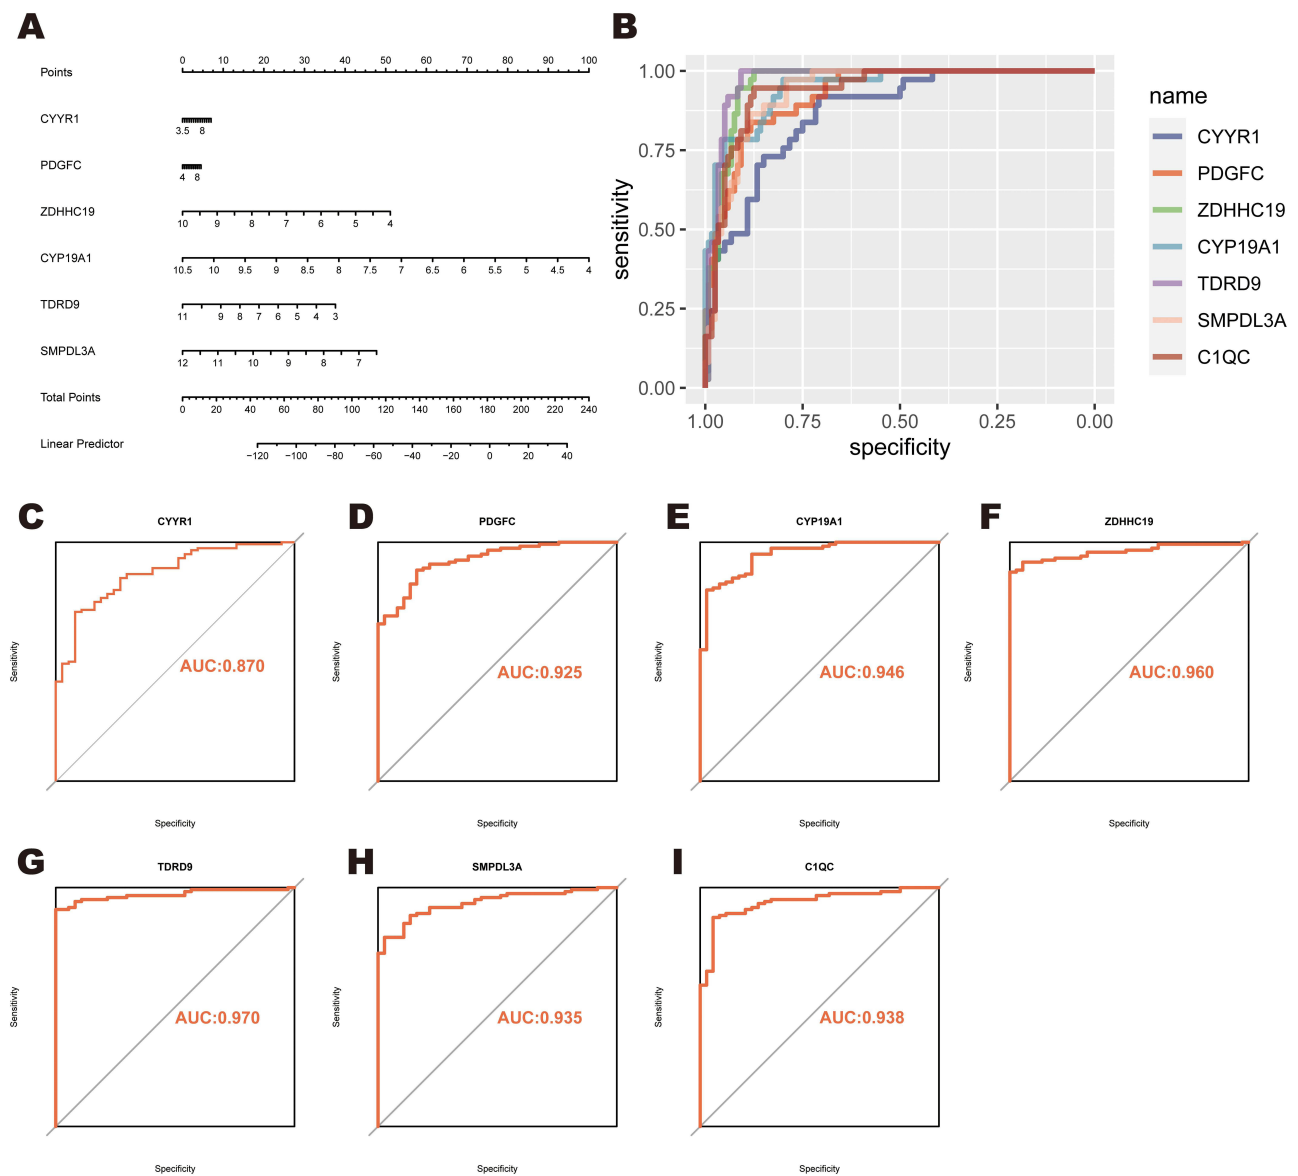 A
Points
0 10 20 30 40 50 60 70 80 90 100
CYYR1
3.5 8
PDGFC
4 8
ZDHHC19
10 9 8 7 6 5 4
CYP19A1
10.5 10 9.5 9 8.5 8 7.5 7 6.5 6 5.5 5 4.5 4
TDRD9
11 9 8 7 6 5 4 3
SMPDL3A
12 11 10 9 8 7
Total Points
0 20 40 60 80 100 120 140 160 180 200 220 240
Linear Predictor
−120 −100 −80 −60 −40 −20 0 20 40
B
1.00
0.75
0.50
0.25
0.00
sensitivity
1.00 0.75 0.50 0.25 0.00
specificity
name
CYYR1
PDGFC
ZDHHC19
CYP19A1
TDRD9
SMPDL3A
C1QC
C
CYYR1
Sensitivity
AUC:0.870
Specificity
D
PDGFC
Sensitivity
AUC:0.925
Specificity
E
CYP19A1
Sensitivity
AUC:0.946
Specificity
F
ZDHHC19
Sensitivity
AUC:0.960
Specificity
G
TDRD9
Sensitivity
AUC:0.970
Specificity
H
SMPDL3A
Sensitivity
AUC:0.935
Specificity
I
C1QC
Sensitivity
AUC:0.938
Specificity